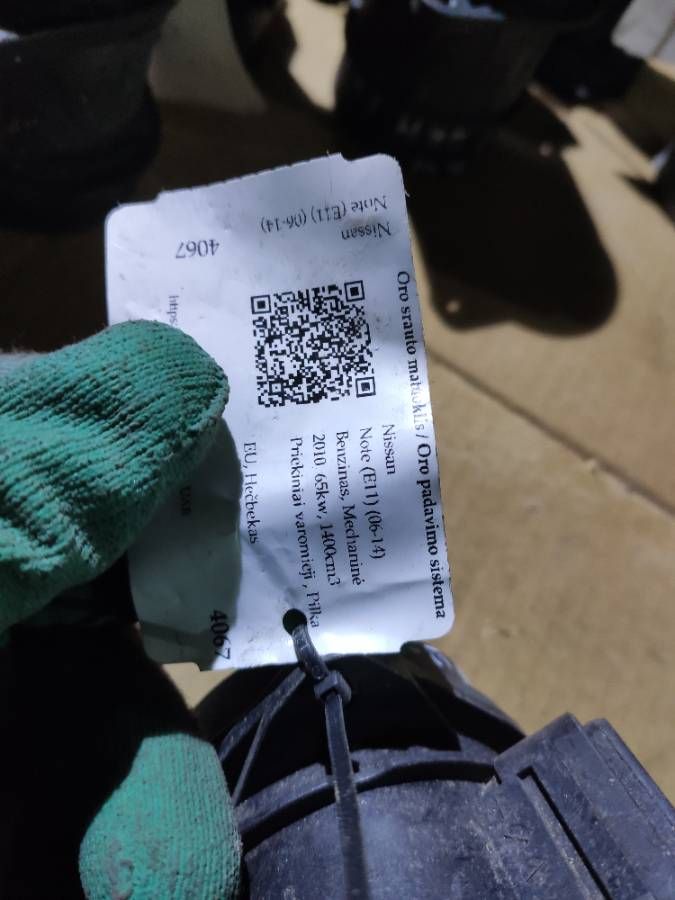 Oro srauto matuoklis / Oro padavimo sistema
Nissan
Note (E11) (06-14)
Benzinas, Mechaninė
2010, 65kw, 1400cm3
Priekiniai varomieji , Pilka
EU, Hečbekas
4067
Nissan
Note (E11) (06-14)
4067
https: